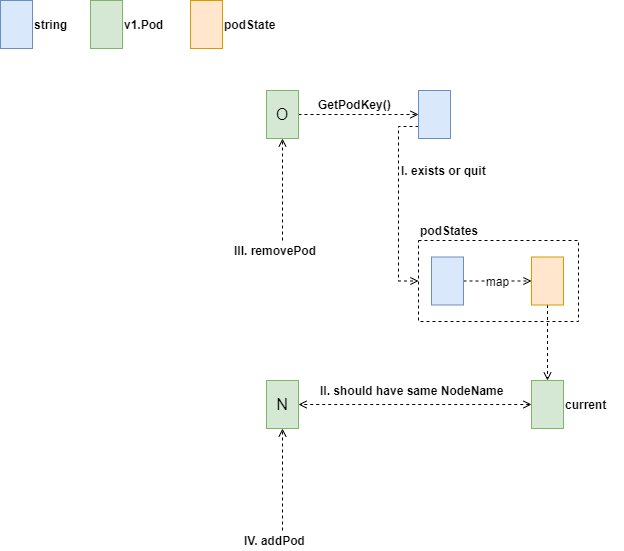 string
v1.Pod
podState
O
GetPodKey()
I. exists or quit
podStates
III. removePod
map
II. should have same NodeName
N
current
IV. addPod